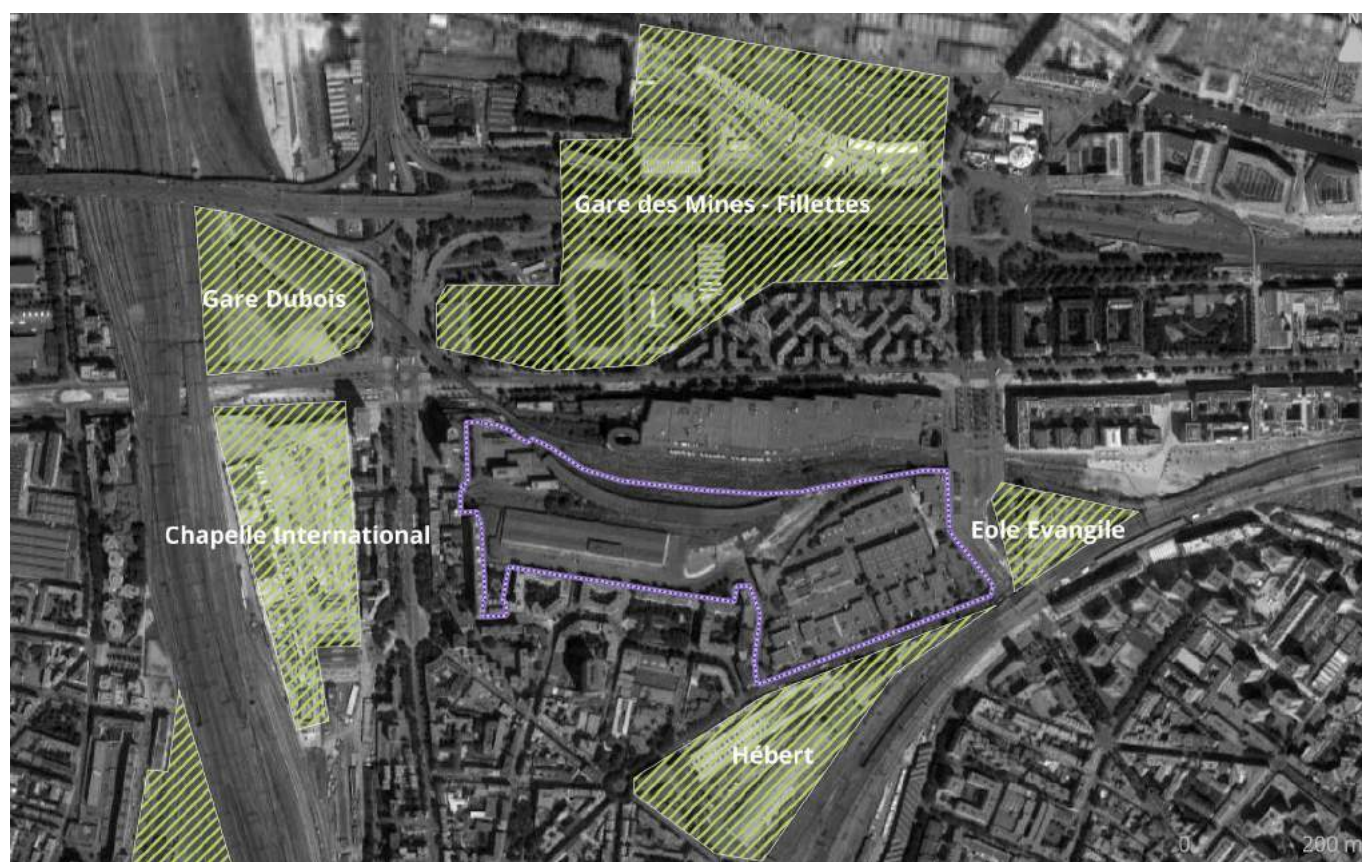 N
Gare des Mines - Fillettes
Gare Dubois
Chapelle International
Eole Evangile
Hébert
0 200 m